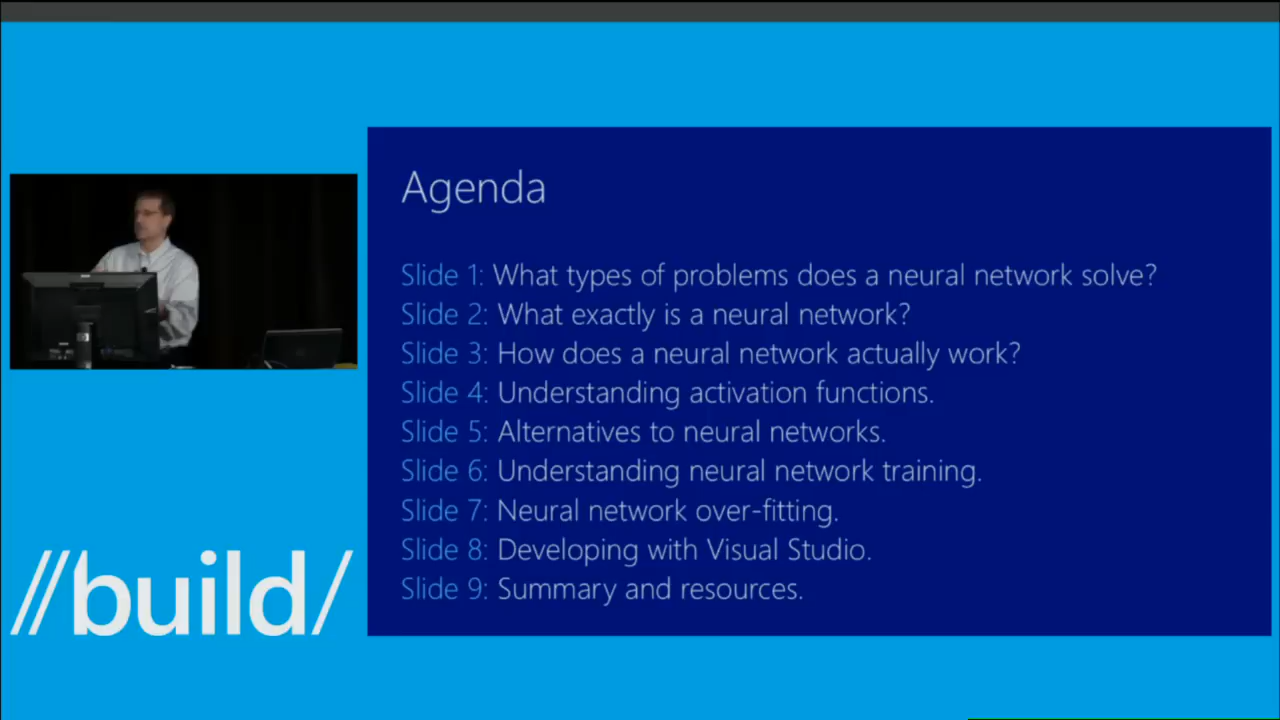 Agenda
Slide 1: What types of problems does a neural network solve?
Slide 2: What exactly is a neural network?
Slide 3: How does a neural network actually work?
Slide 4: Understanding activation functions.
Slide 5: Alternatives to neural networks.
Slide 6: Understanding neural network training.
Slide 7: Neural network over-fitting.
Slide 8: Developing with Visual Studio.
Slide 9: Summary and resources.
//build/